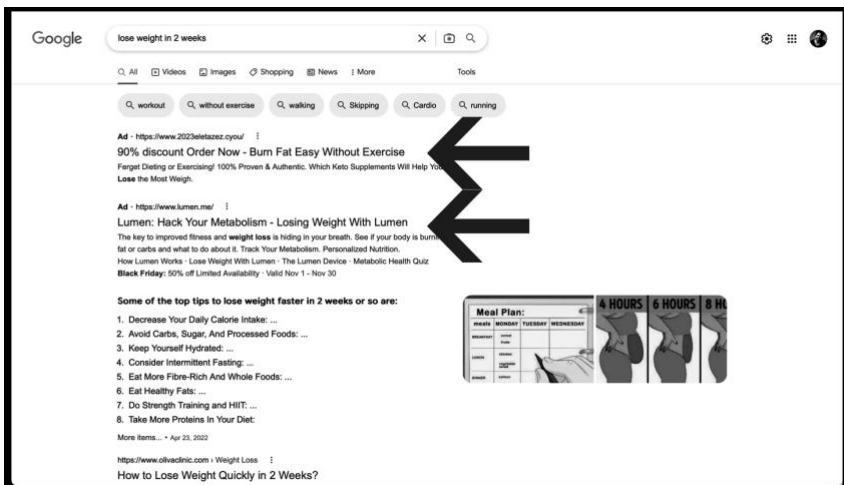 Google
lose weight in 2 weeks
All Videos Images Shopping News More Tools
workout without exercise walking Skipping Cardio running
Ad · https://www.2023eletazez.cyou/
90% discount Order Now - Burn Fat Easy Without Exercise
Ferget Dieting or Exercising! 100% Proven & Authentic. Which Keto Supplements Will Help You
Lose the Most Weigh.
Ad · https://www.lumen.me/
Lumen: Hack Your Metabolism - Losing Weight With Lumen
The key to improved fitness and weight loss is hiding in your breath. See if your body is
fat or carbs and what to do about it. Track Your Metabolism. Personalized Nutrition.
How Lumen Works · Lose Weight With Lumen · The Lumen Device · Metabolic Health Quiz
Black Friday: 50% off Limited Availability · Valid Nov 1 - Nov 30
Some of the top tips to lose weight faster in 2 weeks or so are:
1. Decrease Your Daily Calorie Intake: ...
2. Avoid Carbs, Sugar, And Processed Foods: ...
3. Keep Yourself Hydrated: ...
4. Consider Intermittent Fasting: ...
5. Eat More Fibre-Rich And Whole Foods: ...
6. Eat Healthy Fats: ...
7. Do Strength Training and HIIT: ...
8. Take More Proteins In Your Diet:
More items... • Apr 23, 2022
Meal Plan:
meals MONDAY TUESDAY WEDNESDAY
BREAKFAST
LUNCH
DINNER
4 HOURS 6 HOURS 8
https://www.olivaclinic.com › Weight Loss
How to Lose Weight Quickly in 2 Weeks?